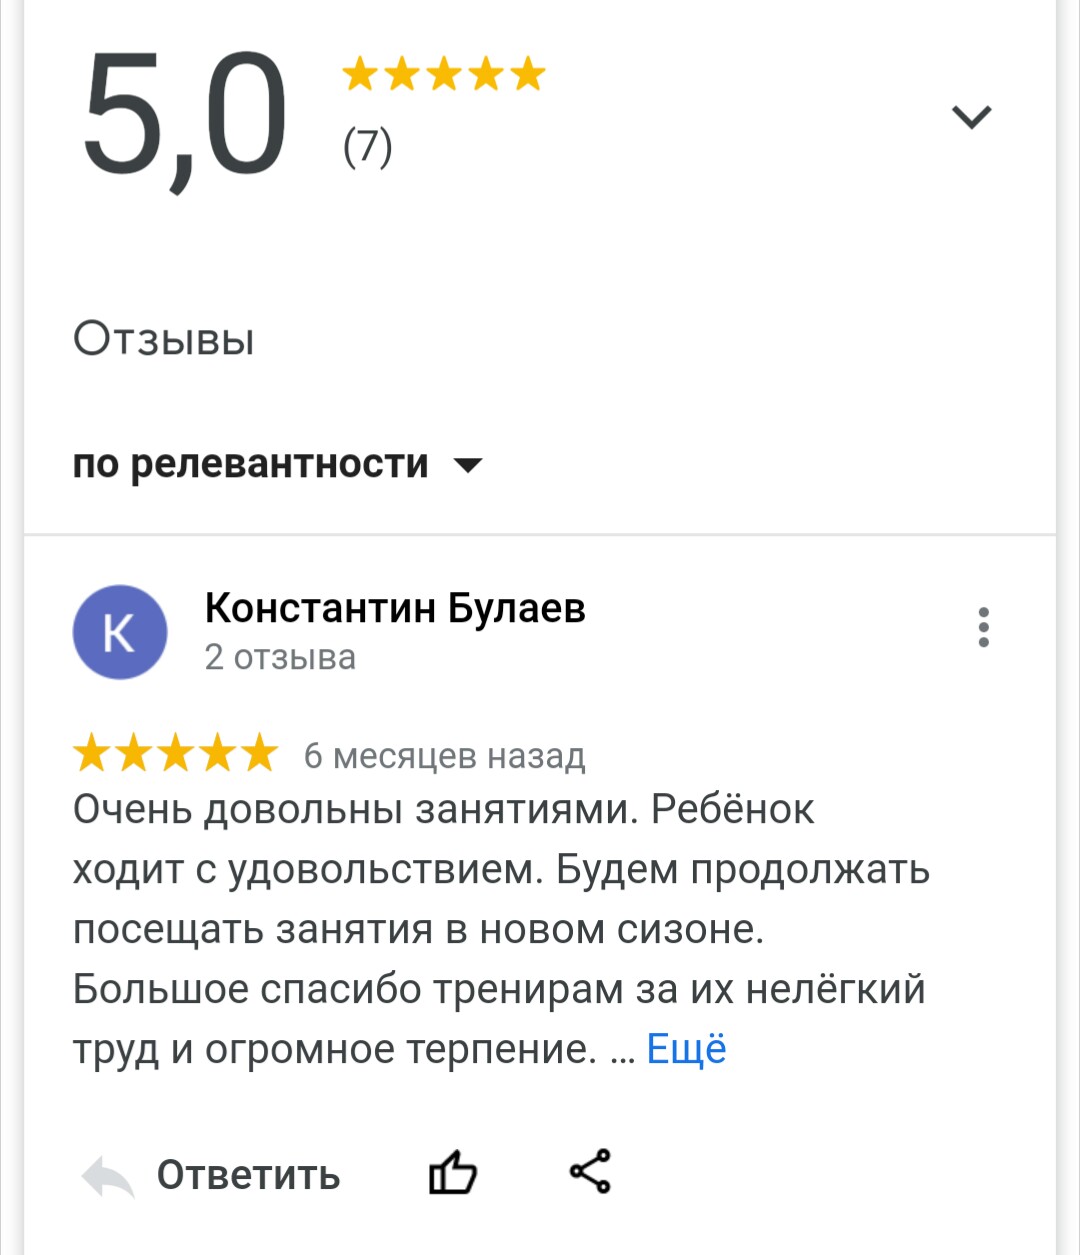 5,0
(7)
Отзывы
по релевантности
К
Константин Булаев
2 отзыва
6 месяцев назад
Очень довольны занятиями. Ребёнок
ходит с удовольствием. Будем продолжать
посещать занятия в новом сизоне.
Большое спасибо тренирам за их нелёгкий
труд и огромное терпение. ... Ещё
Ответить